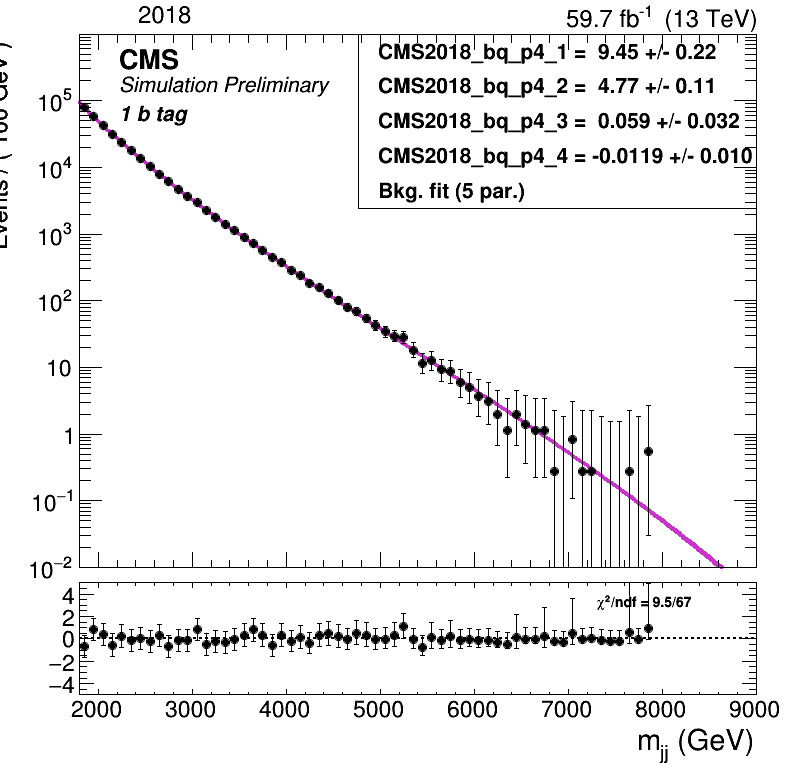 2018
59.7 fb⁻¹ (13 TeV)
CMS
Simulation Preliminary
1 b tag
CMS2018_bq_p4_1 = 9.45 +/- 0.22
CMS2018_bq_p4_2 = 4.77 +/- 0.11
CMS2018_bq_p4_3 = 0.059 +/- 0.032
CMS2018_bq_p4_4 = -0.0119 +/- 0.010
Bkg. fit (5 par.)
Events / ( 100 GeV )
10⁵
10⁴
10³
10²
10
1
10⁻¹
10⁻²
χ²/ndf = 9.5/67
4
2
0
−2
−4
2000 3000 4000 5000 6000 7000 8000 9000
m_jj (GeV)